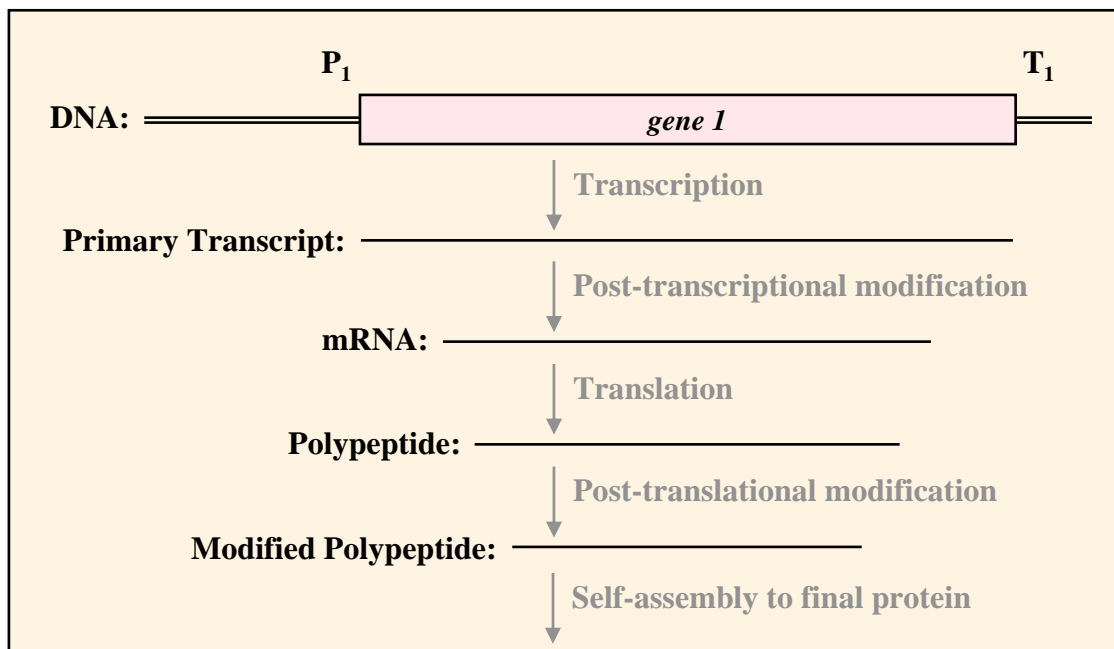 P₁ T₁
DNA: gene 1
Transcription
Primary Transcript:
Post-transcriptional modification
mRNA:
Translation
Polypeptide:
Post-translational modification
Modified Polypeptide:
Self-assembly to final protein